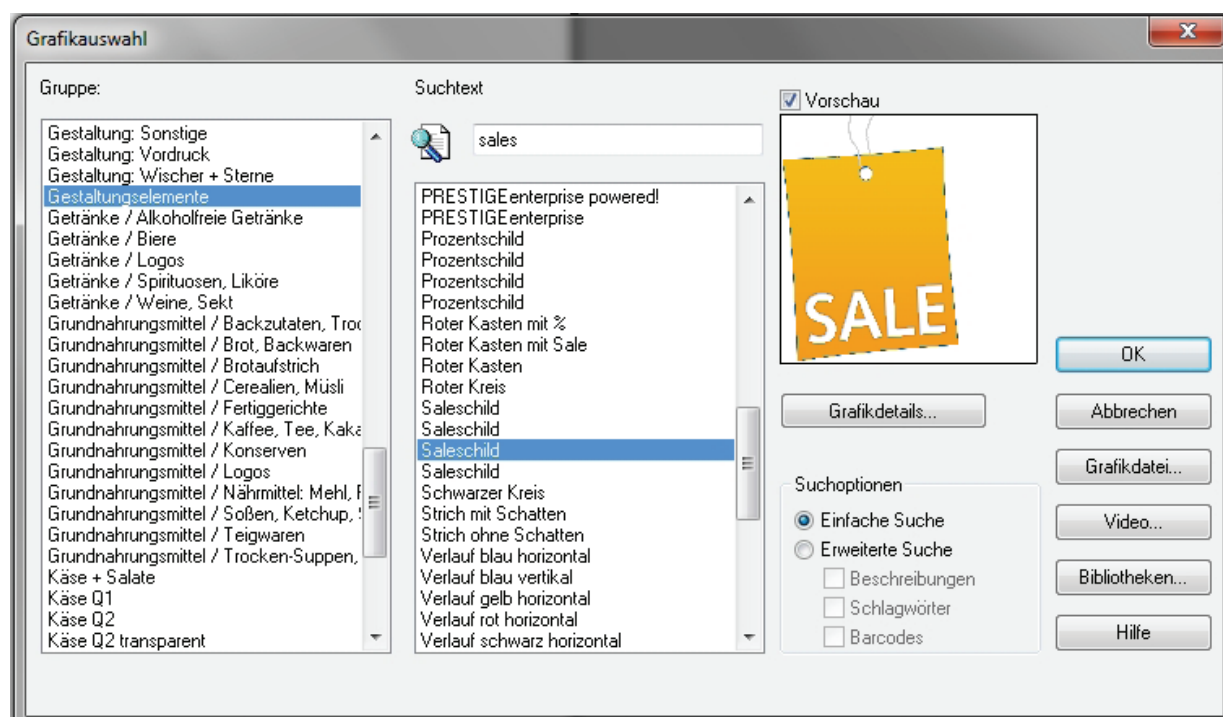 Grafikauswahl
Gruppe:
Gestaltung: Sonstige
Gestaltung: Vordruck
Gestaltung: Wischer + Sterne
Gestaltungselemente
Getränke / Alkoholfreie Getränke
Getränke / Biere
Getränke / Logos
Getränke / Spirituosen, Liköre
Getränke / Weine, Sekt
Grundnahrungsmittel / Backzutaten, Troc
Grundnahrungsmittel / Brot, Backwaren
Grundnahrungsmittel / Brotaufstrich
Grundnahrungsmittel / Cerealien, Müsli
Grundnahrungsmittel / Fertiggerichte
Grundnahrungsmittel / Kaffee, Tee, Kaka
Grundnahrungsmittel / Konserven
Grundnahrungsmittel / Logos
Grundnahrungsmittel / Nährmittel: Mehl,
Grundnahrungsmittel / Soßen, Ketchup,
Grundnahrungsmittel / Teigwaren
Grundnahrungsmittel / Trocken-Suppen,
Käse + Salate
Käse Q1
Käse Q2
Käse Q2 transparent
Suchtext
sales
PRESTIGEenterprise powered!
PRESTIGEenterprise
Prozentschild
Prozentschild
Prozentschild
Prozentschild
Roter Kasten mit %
Roter Kasten mit Sale
Roter Kasten
Roter Kreis
Saleschild
Saleschild
Saleschild
Saleschild
Schwarzer Kreis
Strich mit Schatten
Strich ohne Schatten
Verlauf blau horizontal
Verlauf blau vertikal
Verlauf gelb horizontal
Verlauf rot horizontal
Verlauf schwarz horizontal
Vorschau
SALE
Grafikdetails...
Suchoptionen
Einfache Suche
Erweiterte Suche
Beschreibungen
Schlagwörter
Barcodes
OK
Abbrechen
Grafikdatei...
Video...
Bibliotheken...
Hilfe